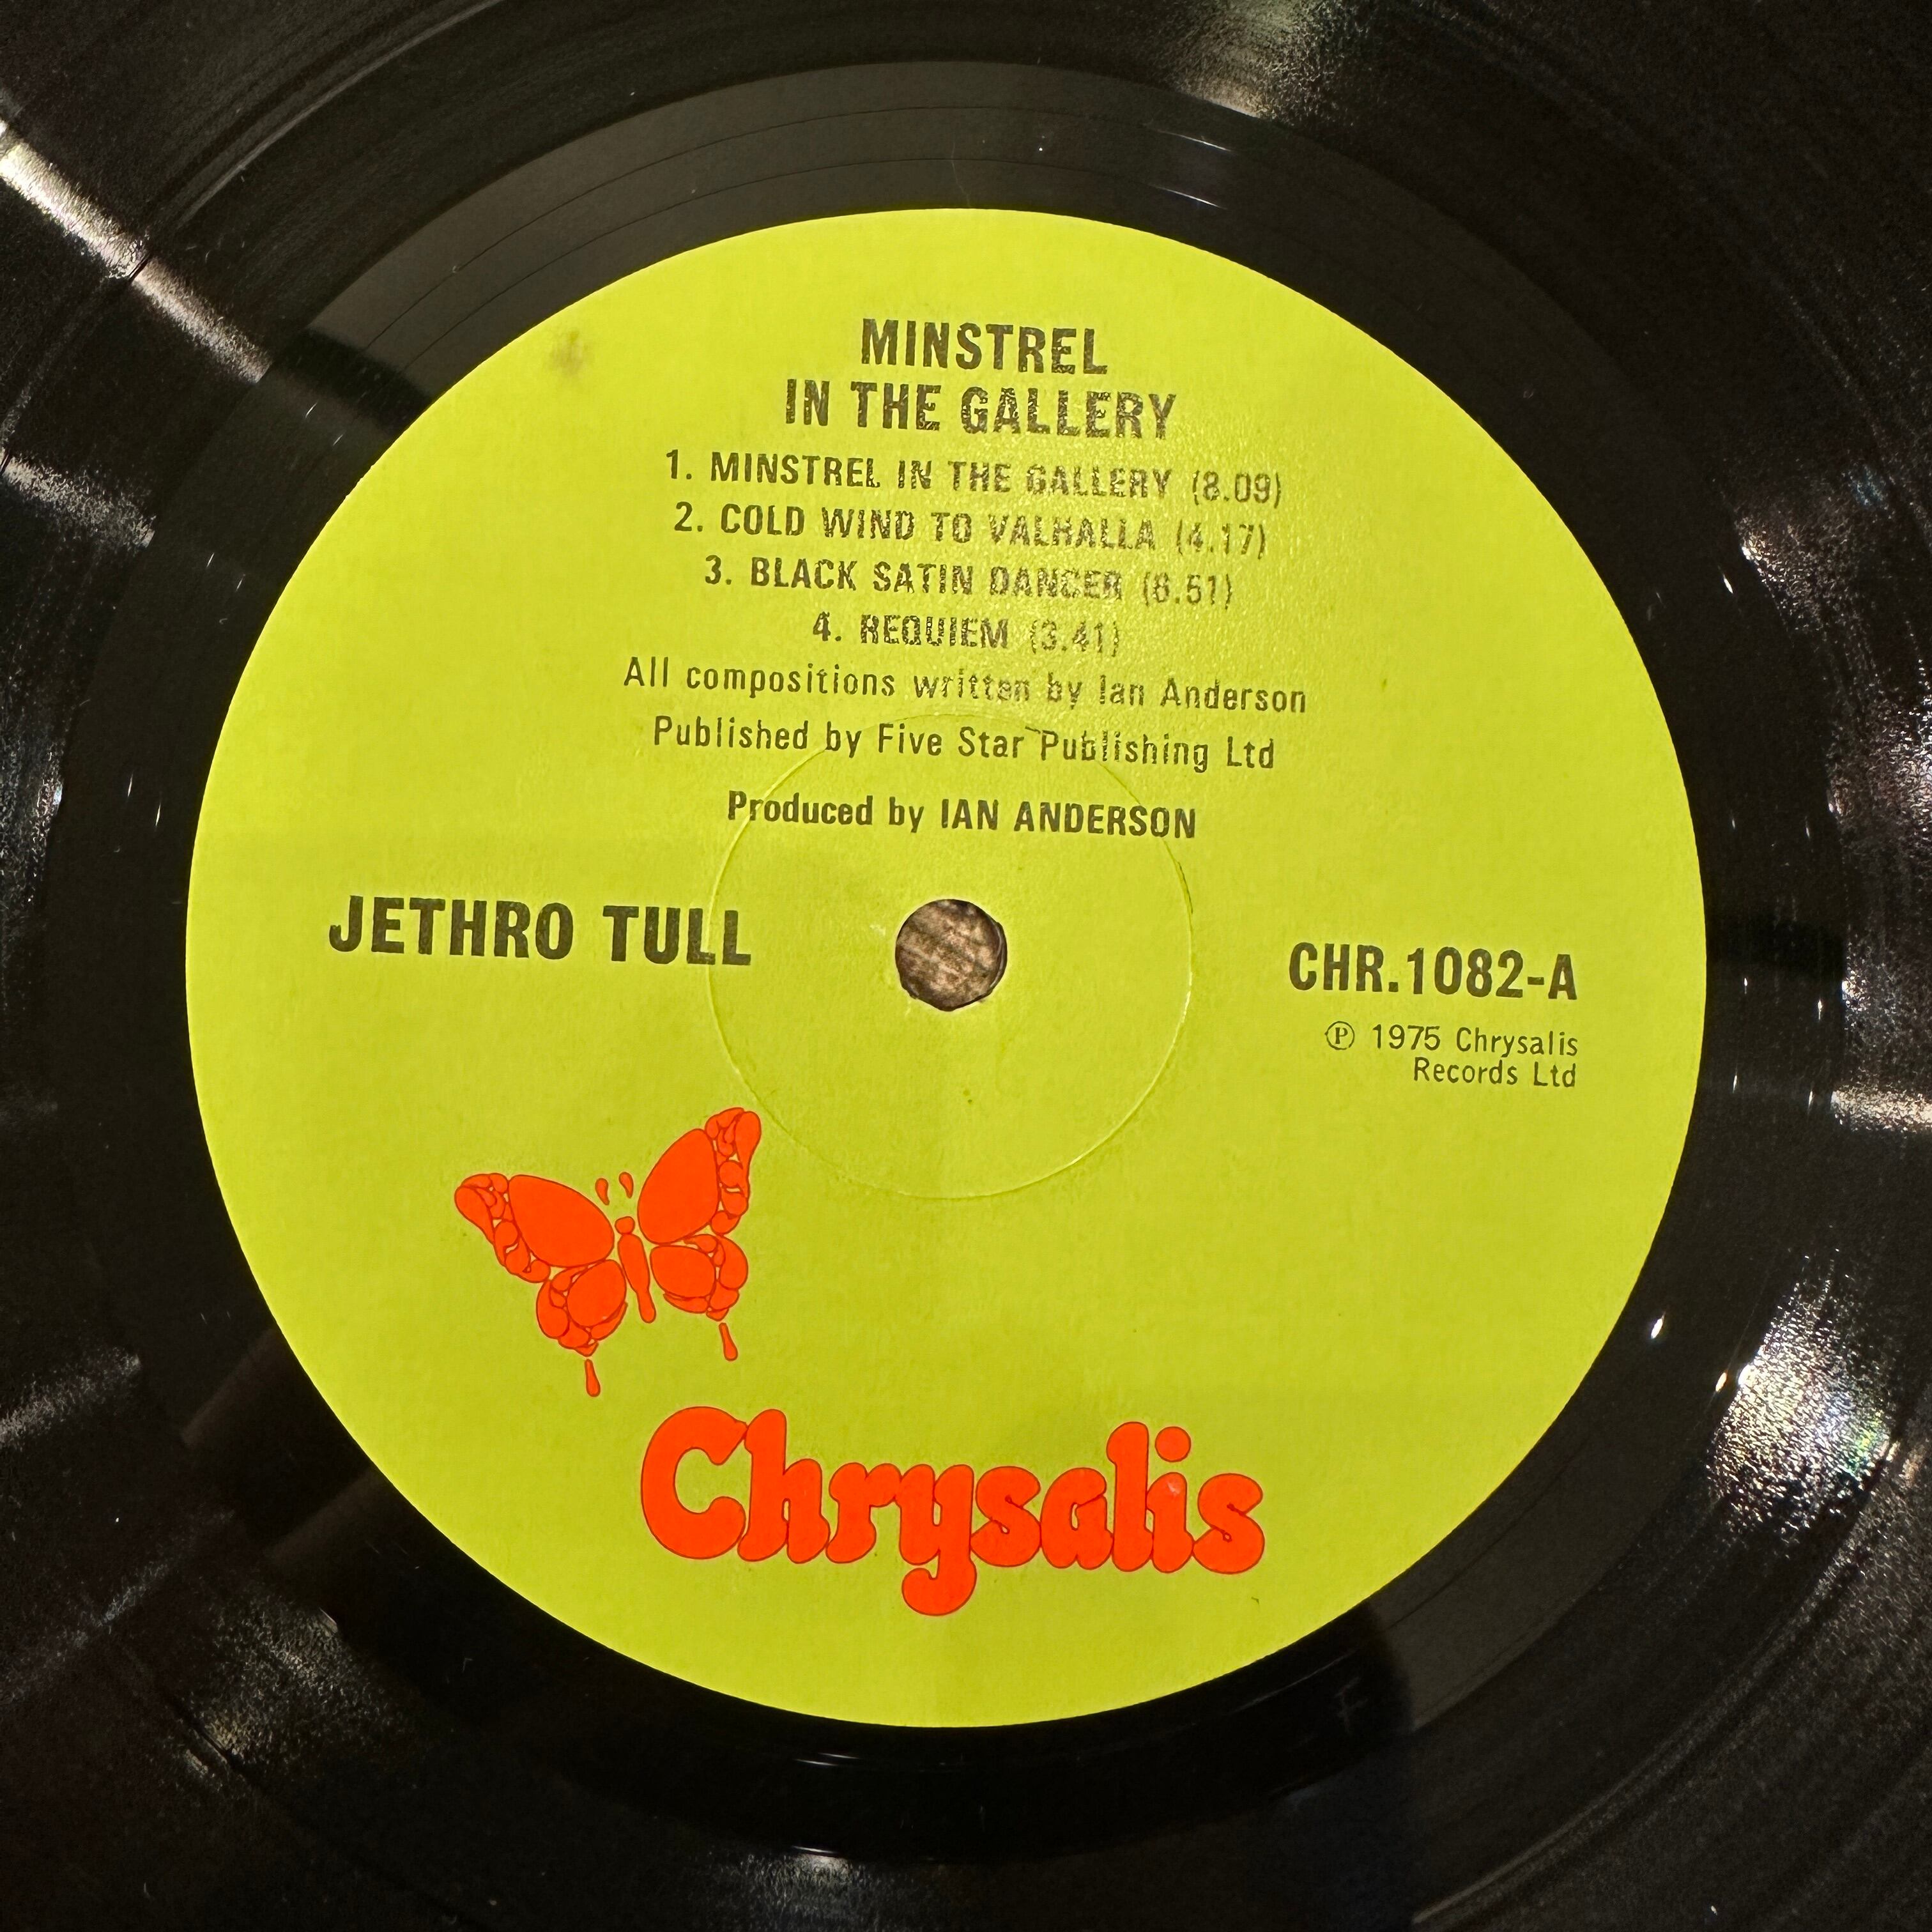 MINSTREL
IN THE GALLERY
1. MINSTREL IN THE GALLERY (8.09)
2. COLD WIND TO VALHALLA (4.17)
3. BLACK SATIN DANCER (6.51)
4. REQUIEM (3.41)
All compositions written by Ian Anderson
Published by Five Star Publishing Ltd
Produced by IAN ANDERSON
JETHRO TULL
CHR.1082-A
Ⓟ 1975 Chrysalis
Records Ltd
Chrysalis